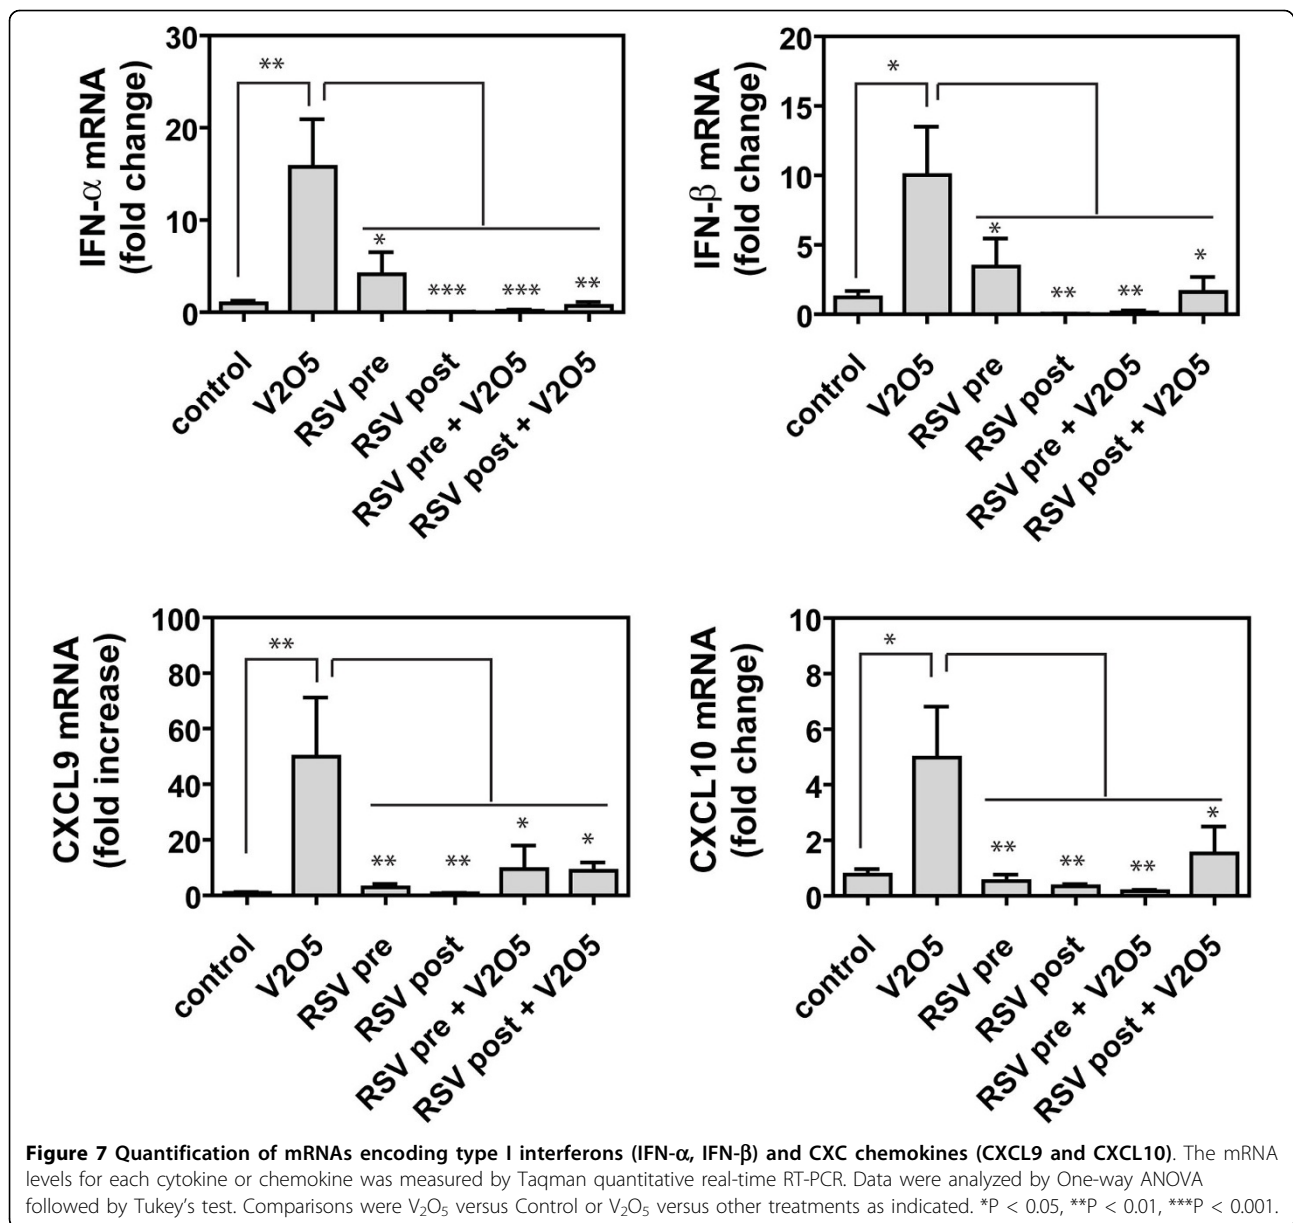 30
20
10
0
IFN-α mRNA
(fold change)
**
*
***
***
**
control
V2O5
RSV pre
RSV post
RSV pre + V2O5
RSV post + V2O5
20
15
10
5
0
IFN-β mRNA
(fold change)
*
*
**
**
*
control
V2O5
RSV pre
RSV post
RSV pre + V2O5
RSV post + V2O5
100
80
60
40
20
0
CXCL9 mRNA
(fold increase)
**
**
**
*
*
control
V2O5
RSV pre
RSV post
RSV pre + V2O5
RSV post + V2O5
10
8
6
4
2
0
CXCL10 mRNA
(fold change)
*
**
**
**
*
control
V2O5
RSV pre
RSV post
RSV pre + V2O5
RSV post + V2O5
Figure 7 Quantification of mRNAs encoding type I interferons (IFN-α, IFN-β) and CXC chemokines (CXCL9 and CXCL10). The mRNA
levels for each cytokine or chemokine was measured by Taqman quantitative real-time RT-PCR. Data were analyzed by One-way ANOVA
followed by Tukey's test. Comparisons were V₂O₅ versus Control or V₂O₅ versus other treatments as indicated. *P < 0.05, **P < 0.01, ***P < 0.001.